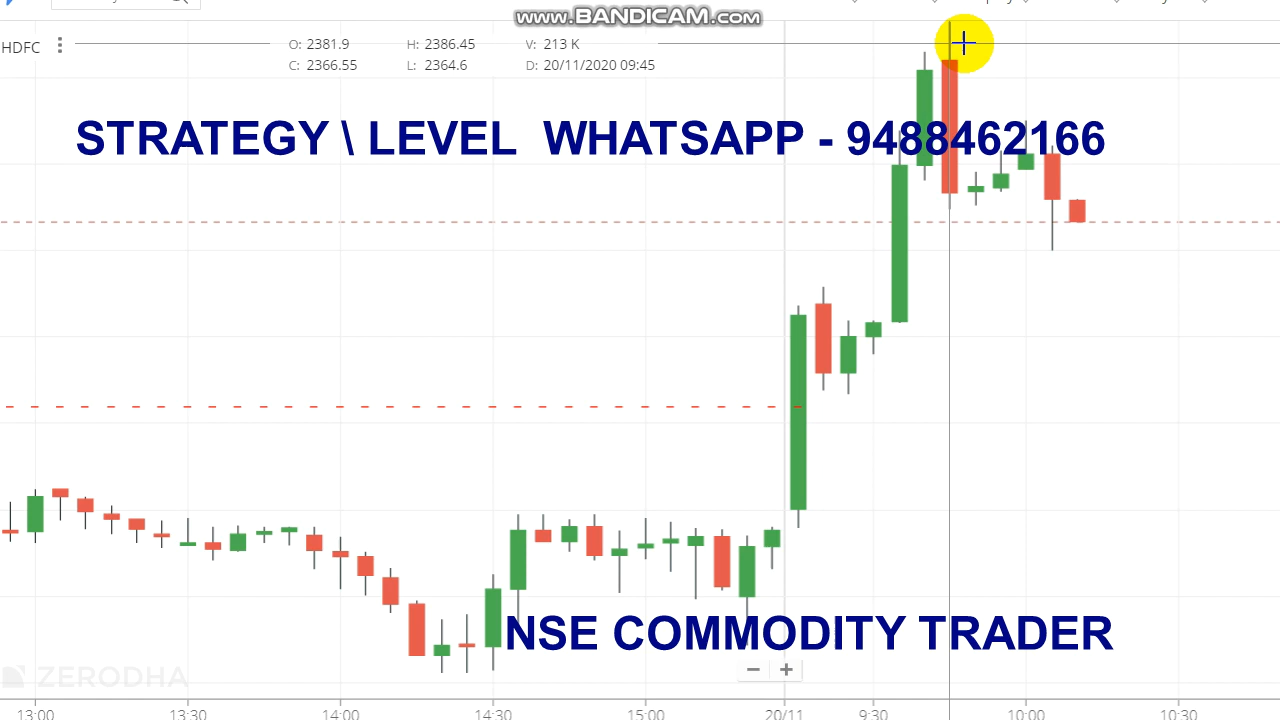 www.BANDICAM.com
HDFC
O: 2381.9 H: 2386.45 V: 213 K
C: 2366.55 L: 2364.6 D: 20/11/2020 09:45
STRATEGY \ LEVEL WHATSAPP - 9488462166
NSE COMMODITY TRADER
ZERODHA
13:00 13:30 14:00 14:30 15:00 20/11 9:30 10:00 10:30